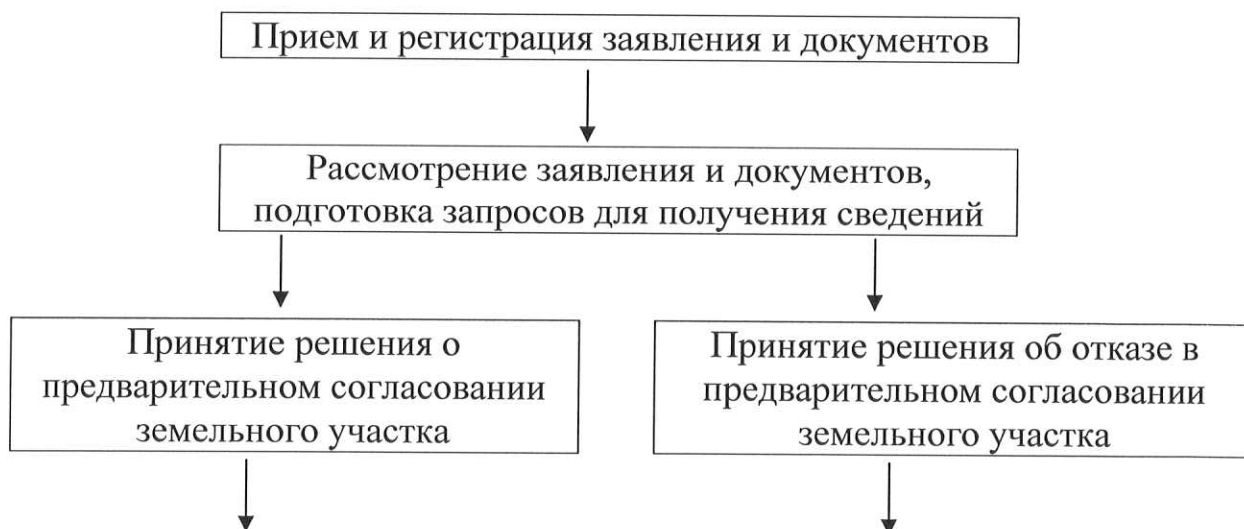 Прием и регистрация заявления и документов
Рассмотрение заявления и документов,
подготовка запросов для получения сведений
Принятие решения о
предварительном согласовании
земельного участка
Принятие решения об отказе в
предварительном согласовании
земельного участка